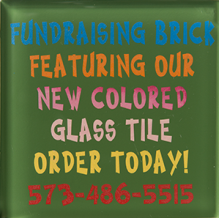 FUNDRAISING BRICK
FEATURING OUR
NEW COLORED
GLASS TILE
ORDER TODAY!
573-486-5515